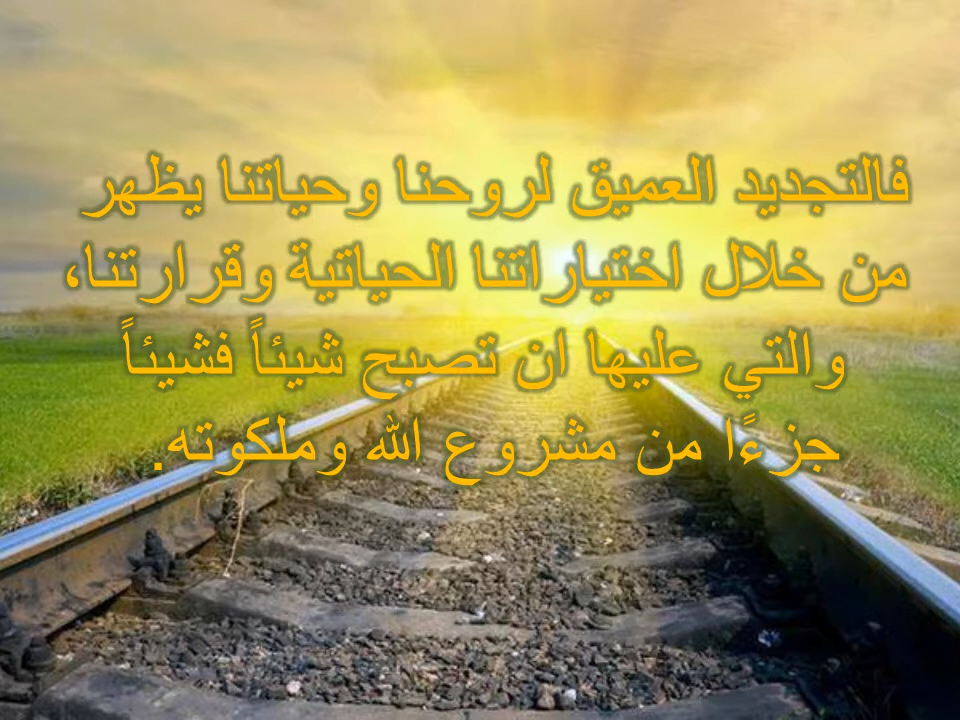 فالتجديد العميق لروحنا وحياتنا يظهر
من خلال اختياراتنا الحياتية وقرارتنا،
والتي عليها ان تصبح شيئاً فشيئاً
جزءًا من مشروع الله وملكوته.